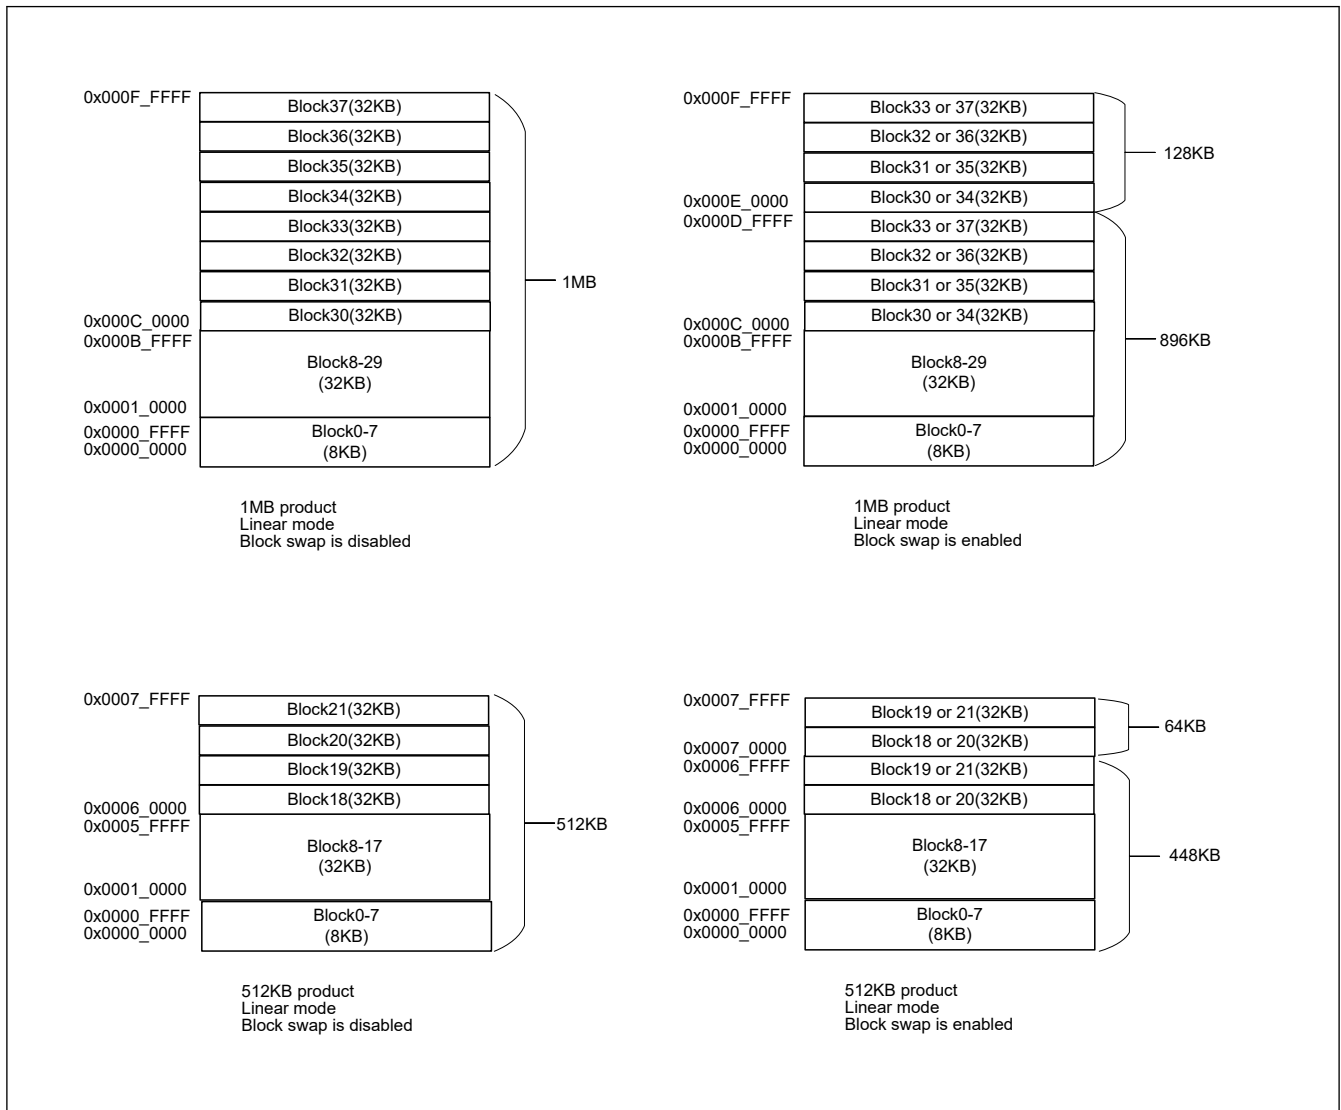 0x000F_FFFF
Block37(32KB)
Block36(32KB)
Block35(32KB)
Block34(32KB)
Block33(32KB)
Block32(32KB)
Block31(32KB)
Block30(32KB)
0x000C_0000
0x000B_FFFF
Block8-29
(32KB)
0x0001_0000
0x0000_FFFF
0x0000_0000
Block0-7
(8KB)
1MB
1MB product
Linear mode
Block swap is disabled
0x000F_FFFF
Block33 or 37(32KB)
Block32 or 36(32KB)
Block31 or 35(32KB)
Block30 or 34(32KB)
128KB
0x000E_0000
0x000D_FFFF
Block33 or 37(32KB)
Block32 or 36(32KB)
Block31 or 35(32KB)
Block30 or 34(32KB)
0x000C_0000
0x000B_FFFF
Block8-29
(32KB)
896KB
0x0001_0000
0x0000_FFFF
0x0000_0000
Block0-7
(8KB)
1MB product
Linear mode
Block swap is enabled
0x0007_FFFF
Block21(32KB)
Block20(32KB)
Block19(32KB)
Block18(32KB)
0x0006_0000
0x0005_FFFF
Block8-17
(32KB)
512KB
0x0001_0000
0x0000_FFFF
0x0000_0000
Block0-7
(8KB)
512KB product
Linear mode
Block swap is disabled
0x0007_FFFF
Block19 or 21(32KB)
Block18 or 20(32KB)
64KB
0x0007_0000
0x0006_FFFF
Block19 or 21(32KB)
Block18 or 20(32KB)
0x0006_0000
0x0005_FFFF
Block8-17
(32KB)
448KB
0x0001_0000
0x0000_FFFF
0x0000_0000
Block0-7
(8KB)
512KB product
Linear mode
Block swap is enabled